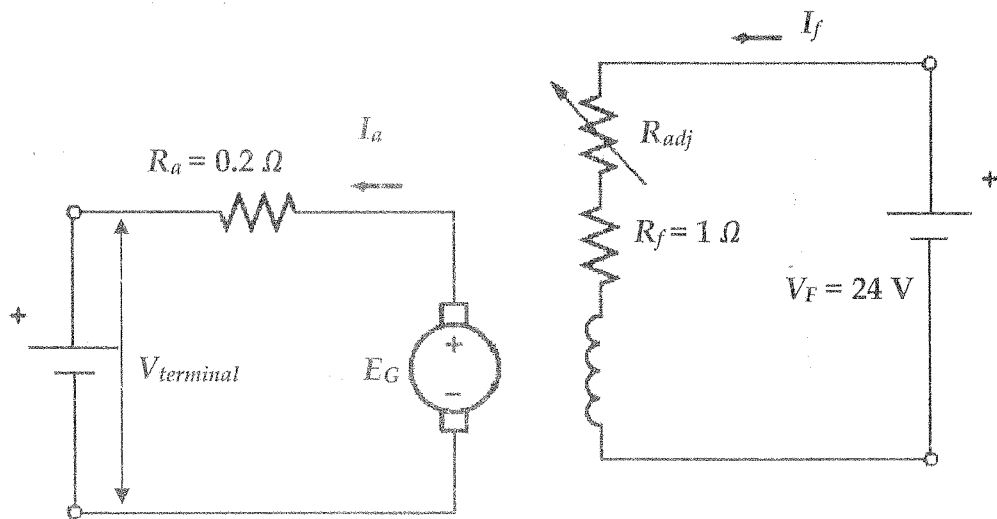 I_f
I_a
R_adj
R_a = 0.2 Ω
+
R_f = 1 Ω
V_F = 24 V
+
V_terminal
E_G
+
−